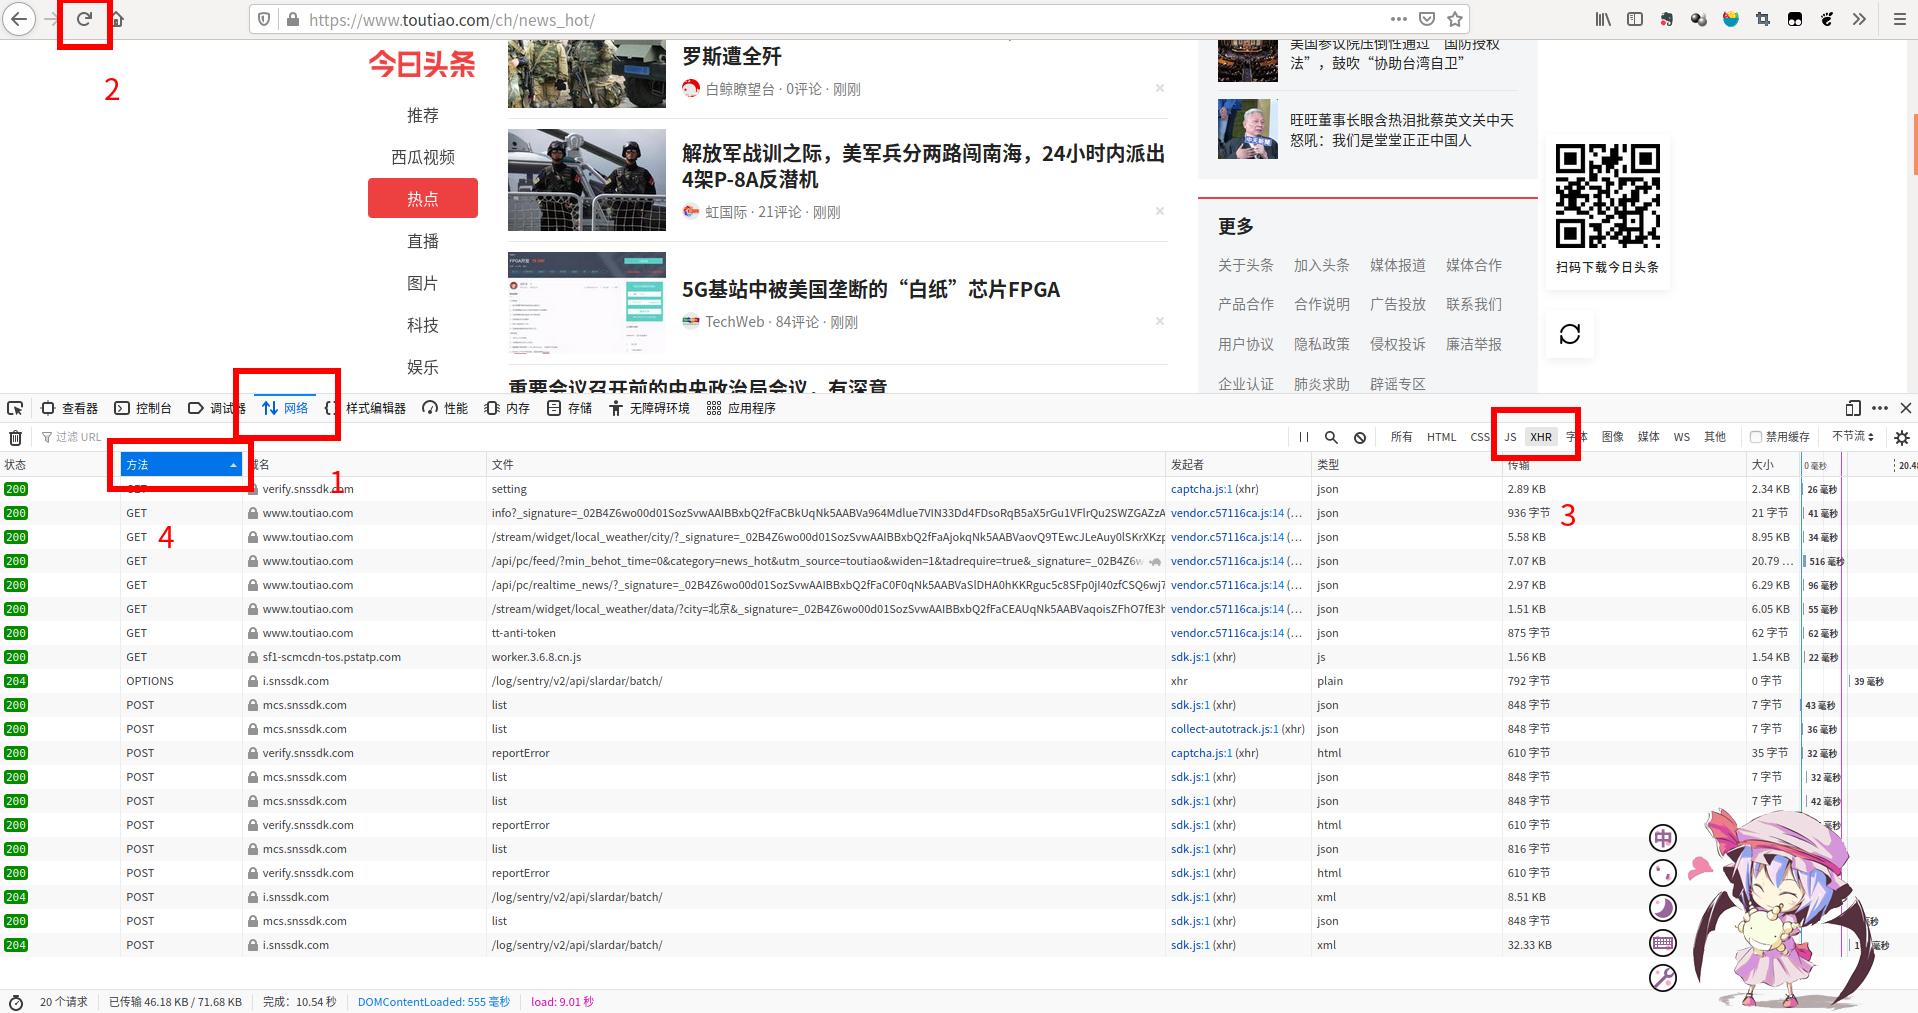 https://www.toutiao.com/ch/news_hot/
2
今日头条
推荐
西瓜视频
热点
直播
图片
科技
娱乐
罗斯遭全歼
白鲸瞭望台 · 0评论 · 刚刚
解放军战训之际，美军兵分两路闯南海，24小时内派出
4架P-8A反潜机
虹国际 · 21评论 · 刚刚
5G基站中被美国垄断的“白纸”芯片FPGA
TechWeb · 84评论 · 刚刚
重要会议召开前的中央政治局会议，有深意
美国参议院压倒性通过“国防授权
法”，鼓吹“协助台湾自卫”
旺旺董事长眼含热泪批蔡英文关中天
怒吼：我们是堂堂正正中国人
更多
关于头条 加入头条 媒体报道 媒体合作
产品合作 合作说明 广告投放 联系我们
用户协议 隐私政策 侵权投诉 廉洁举报
企业认证 肺炎求助 辟谣专区
扫码下载今日头条
查看器 控制台 调试器 网络 样式编辑器 性能 内存 存储 无障碍环境 应用程序
过滤 URL
所有 HTML CSS JS XHR 字体 图像 媒体 WS 其他 禁用缓存 不节流
状态 方法 域名 文件 发起者 类型 传输 大小 0 毫秒 20.48
1
3
4
200 GET verify.snssdk.com setting captcha.js:1 (xhr) json 2.89 KB 2.34 KB 26 毫秒
200 GET www.toutiao.com info?_signature=_02B4Z6wo00d01SozSvwAAIBBxbQ2fFaCBkUqNk5AABVa964Mdlue7VIN33Dd4FDsoRqB5aX5rGu1VFlrQu2SWZGAZzA vendor.c57116ca.js:14 (... json 936 字节 21 字节 41 毫秒
200 GET www.toutiao.com /stream/widget/local_weather/city/?_signature=_02B4Z6wo00d01SozSvwAAIBBxbQ2fFaAjokqNk5AABVaovQ9TEwcJLeAuy0lSKrXKzp vendor.c57116ca.js:14 (... json 5.58 KB 8.95 KB 34 毫秒
200 GET www.toutiao.com /api/pc/feed/?min_behot_time=0&category=news_hot&utm_source=toutiao&widen=1&tadrequire=true&_signature=_02B4Z6w vendor.c57116ca.js:14 (... json 7.07 KB 20.79 ... 516 毫秒
200 GET www.toutiao.com /api/pc/realtime_news/?_signature=_02B4Z6wo00d01SozSvwAAIBBxbQ2fFaC0F0qNk5AABVaSlDHA0hKKRguc5c8SFp0jI40zfCSQ6wj7 vendor.c57116ca.js:14 (... json 2.97 KB 6.29 KB 96 毫秒
200 GET www.toutiao.com /stream/widget/local_weather/data/?city=北京&_signature=_02B4Z6wo00d01SozSvwAAIBBxbQ2fFaCEAUqNk5AABVaqoisZFhO7fE3h vendor.c57116ca.js:14 (... json 1.51 KB 6.05 KB 55 毫秒
200 GET www.toutiao.com tt-anti-token vendor.c57116ca.js:14 (... json 875 字节 62 字节 62 毫秒
200 GET sf1-scmcdn-tos.pstatp.com worker.3.6.8.cn.js sdk.js:1 (xhr) js 1.56 KB 1.54 KB 22 毫秒
204 OPTIONS i.snssdk.com /log/sentry/v2/api/slardar/batch/ xhr plain 792 字节 0 字节 39 毫秒
200 POST mcs.snssdk.com list sdk.js:1 (xhr) json 848 字节 7 字节 43 毫秒
200 POST mcs.snssdk.com list collect-autotrack.js:1 (xhr) json 848 字节 7 字节 36 毫秒
200 POST verify.snssdk.com reportError captcha.js:1 (xhr) html 610 字节 35 字节 32 毫秒
200 POST mcs.snssdk.com list sdk.js:1 (xhr) json 848 字节 7 字节 32 毫秒
200 POST mcs.snssdk.com list sdk.js:1 (xhr) json 848 字节 7 字节 42 毫秒
200 POST verify.snssdk.com reportError sdk.js:1 (xhr) html 610 字节 毫秒
200 POST mcs.snssdk.com list sdk.js:1 (xhr) json 816 字节
200 POST verify.snssdk.com reportError sdk.js:1 (xhr) html 610 字节
204 POST i.snssdk.com /log/sentry/v2/api/slardar/batch/ sdk.js:1 (xhr) xml 8.51 KB
200 POST mcs.snssdk.com list sdk.js:1 (xhr) json 848 字节 毫秒
204 POST i.snssdk.com /log/sentry/v2/api/slardar/batch/ sdk.js:1 (xhr) xml 32.33 KB 毫秒
中
20 个请求 已传输 46.18 KB / 71.68 KB 完成：10.54 秒 DOMContentLoaded: 555 毫秒 load: 9.01 秒